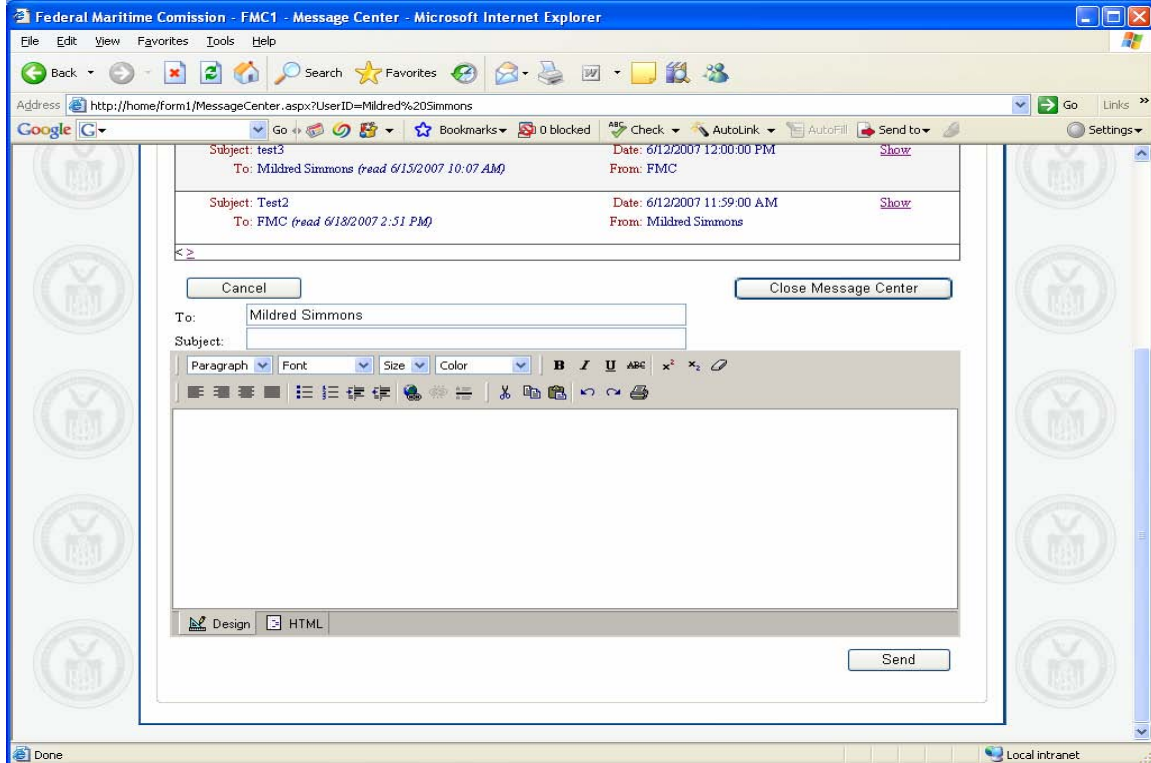 Federal Maritime Comission - FMC1 - Message Center - Microsoft Internet Explorer
File Edit View Favorites Tools Help
Back Search Favorites
Address http://home/form1/MessageCenter.aspx?UserID=Mildred%20Simmons Go Links »
Google G Go Bookmarks 0 blocked ABC Check AutoLink AutoFill Send to Settings
Subject: test3 Date: 6/12/2007 12:00:00 PM Show
To: Mildred Simmons (read 6/15/2007 10:07 AM) From: FMC
Subject: Test2 Date: 6/12/2007 11:59:00 AM Show
To: FMC (read 6/18/2007 2:51 PM) From: Mildred Simmons
< >
Cancel Close Message Center
To: Mildred Simmons
Subject:
Paragraph Font Size Color B I U ABC x² x₂
Design HTML
Send
Done Local intranet